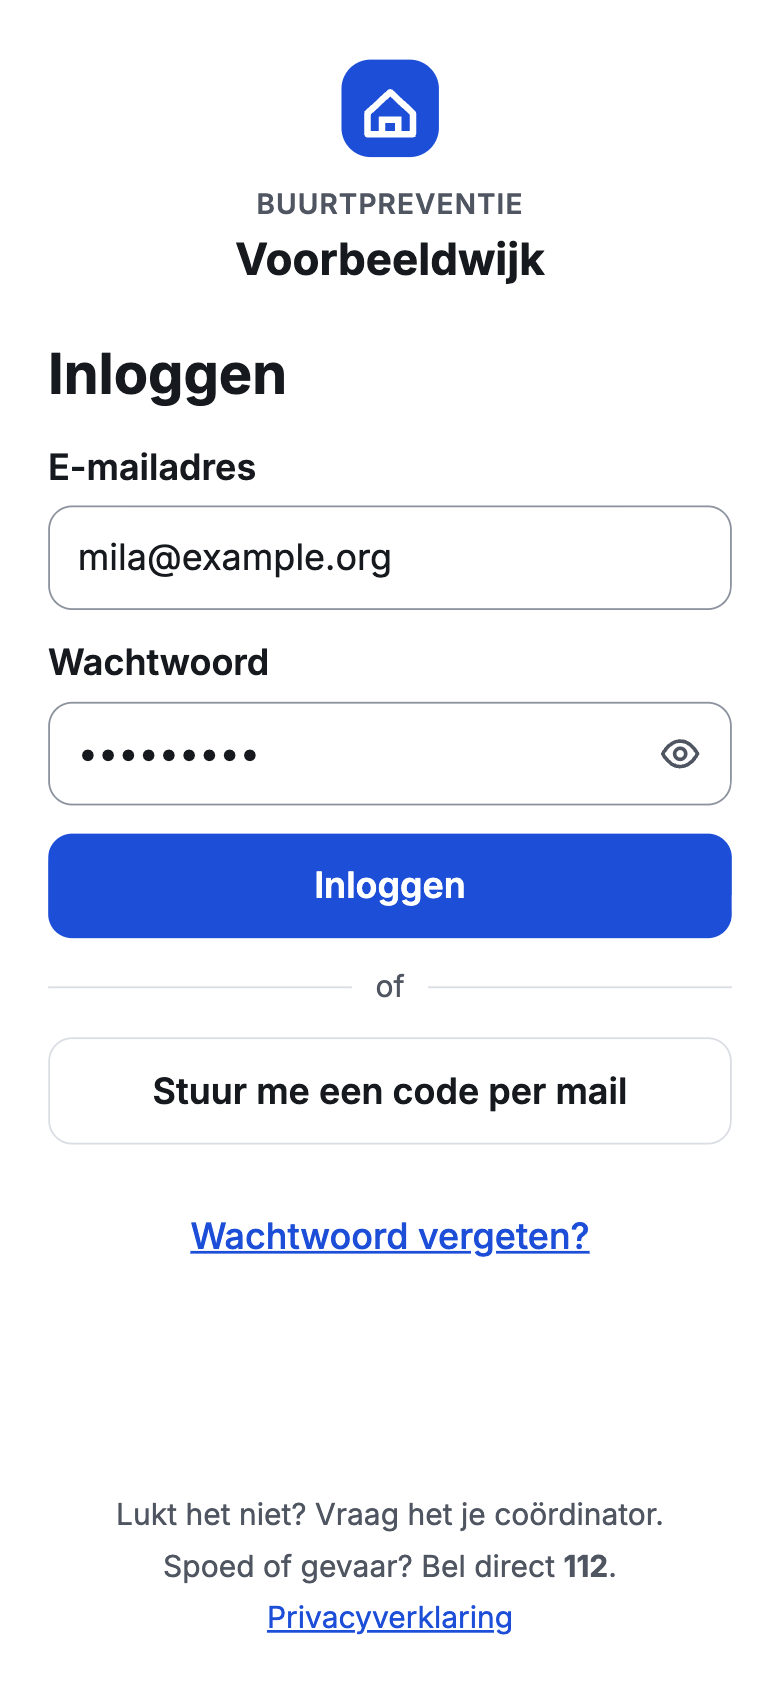 BUURTPREVENTIE
Voorbeeldwijk
Inloggen
E-mailadres
mila@example.org
Wachtwoord
•••••••••
Inloggen
of
Stuur me een code per mail
Wachtwoord vergeten?
Lukt het niet? Vraag het je coördinator.
Spoed of gevaar? Bel direct 112.
Privacyverklaring